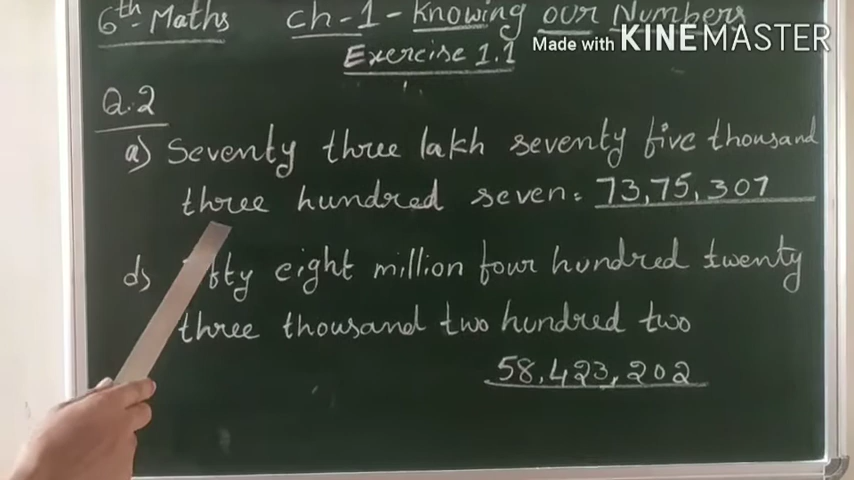 6th Maths Ch-1 - Knowing our Numbers
Made with KINEMASTER
Exercise 1.1
Q.2
a) Seventy three lakh seventy five thousand
three hundred seven = 73,75,307
d) fifty eight million four hundred twenty
three thousand two hundred two
58,423,202